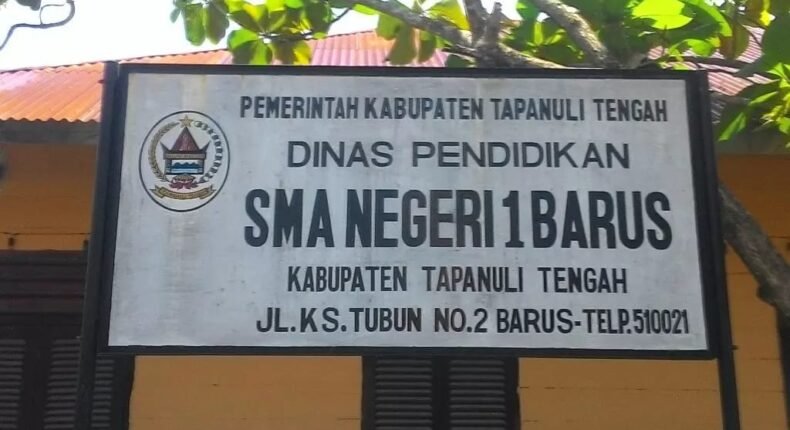 PEMERINTAH KABUPATEN TAPANULI TENGAH
DINAS PENDIDIKAN
SMA NEGERI 1 BARUS
KABUPATEN TAPANULI TENGAH
JL.KS.TUBUN NO.2 BARUS-TELP.510021